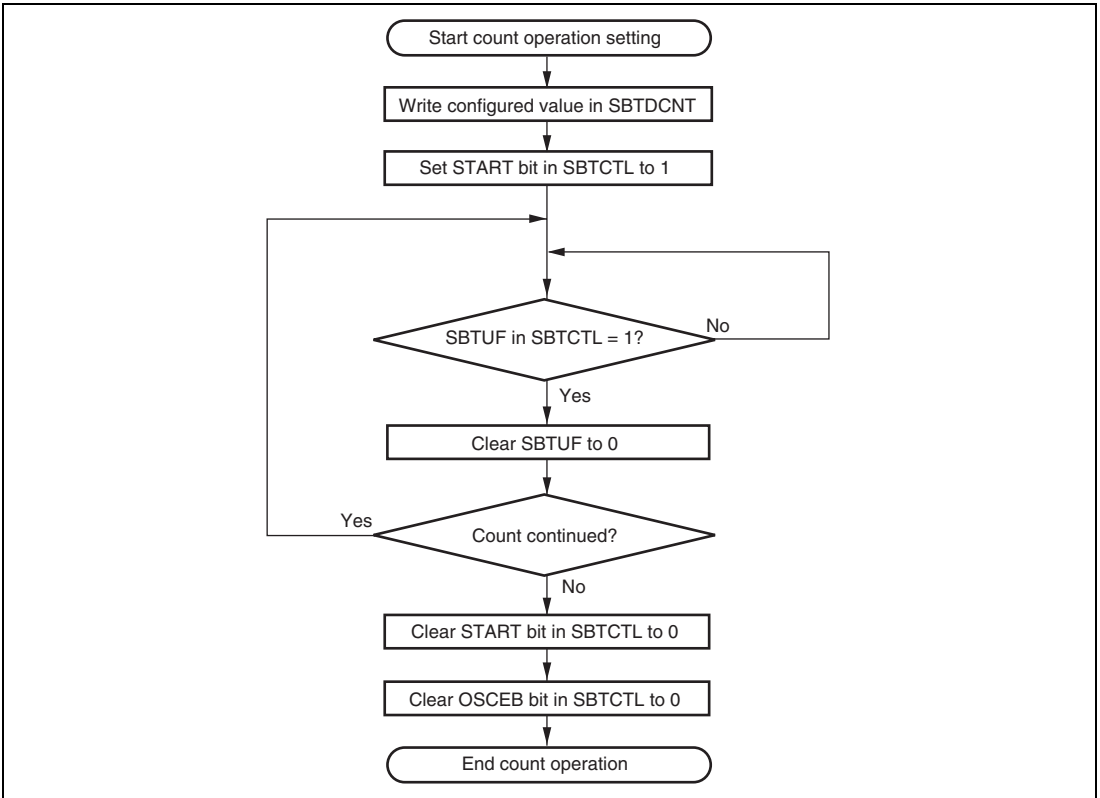 Start count operation setting
Write configured value in SBTDCNT
Set START bit in SBTCTL to 1
SBTUF in SBTCTL = 1?
No
Yes
Clear SBTUF to 0
Yes
Count continued?
No
Clear START bit in SBTCTL to 0
Clear OSCEB bit in SBTCTL to 0
End count operation